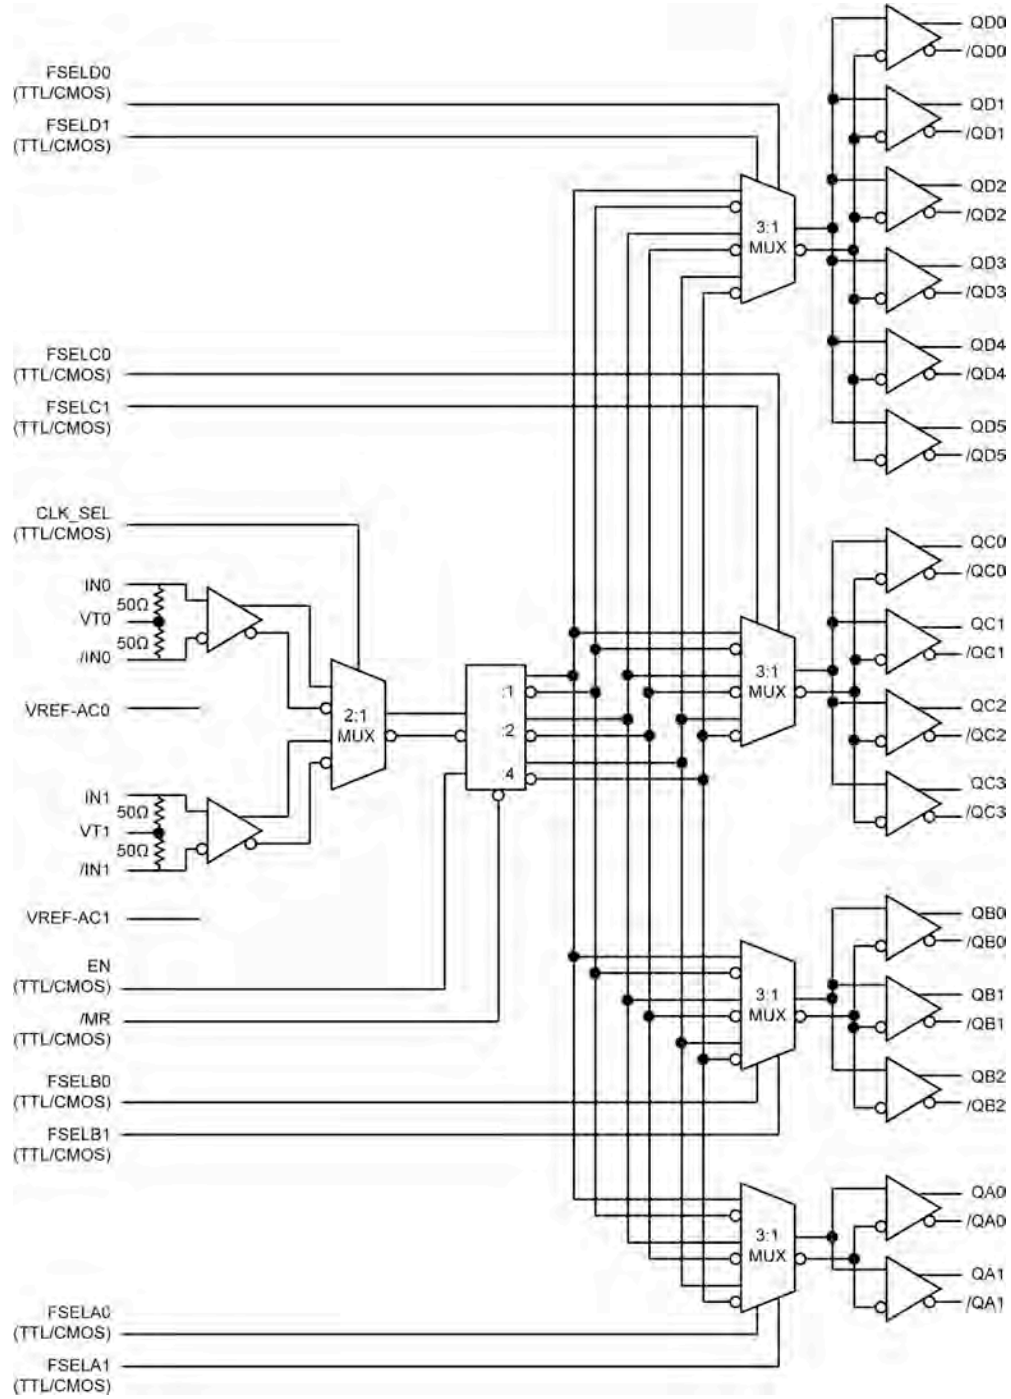 QD0
/QD0
FSELD0
(TTL/CMOS)
QD1
/QD1
FSELD1
(TTL/CMOS)
QD2
/QD2
3:1
MUX
QD3
/QD3
FSELC0
(TTL/CMOS)
QD4
/QD4
FSELC1
(TTL/CMOS)
QD5
/QD5
CLK_SEL
(TTL/CMOS)
QC0
/QC0
IN0
50Ω
VT0
50Ω
/IN0
QC1
/QC1
3:1
MUX
:1
:2
:4
VREF-AC0
2:1
MUX
QC2
/QC2
IN1
50Ω
VT1
50Ω
/IN1
QC3
/QC3
VREF-AC1
QB0
/QB0
EN
(TTL/CMOS)
3:1
MUX
QB1
/QB1
/MR
(TTL/CMOS)
FSELB0
(TTL/CMOS)
QB2
/QB2
FSELB1
(TTL/CMOS)
QA0
/QA0
3:1
MUX
QA1
/QA1
FSELA0
(TTL/CMOS)
FSELA1
(TTL/CMOS)